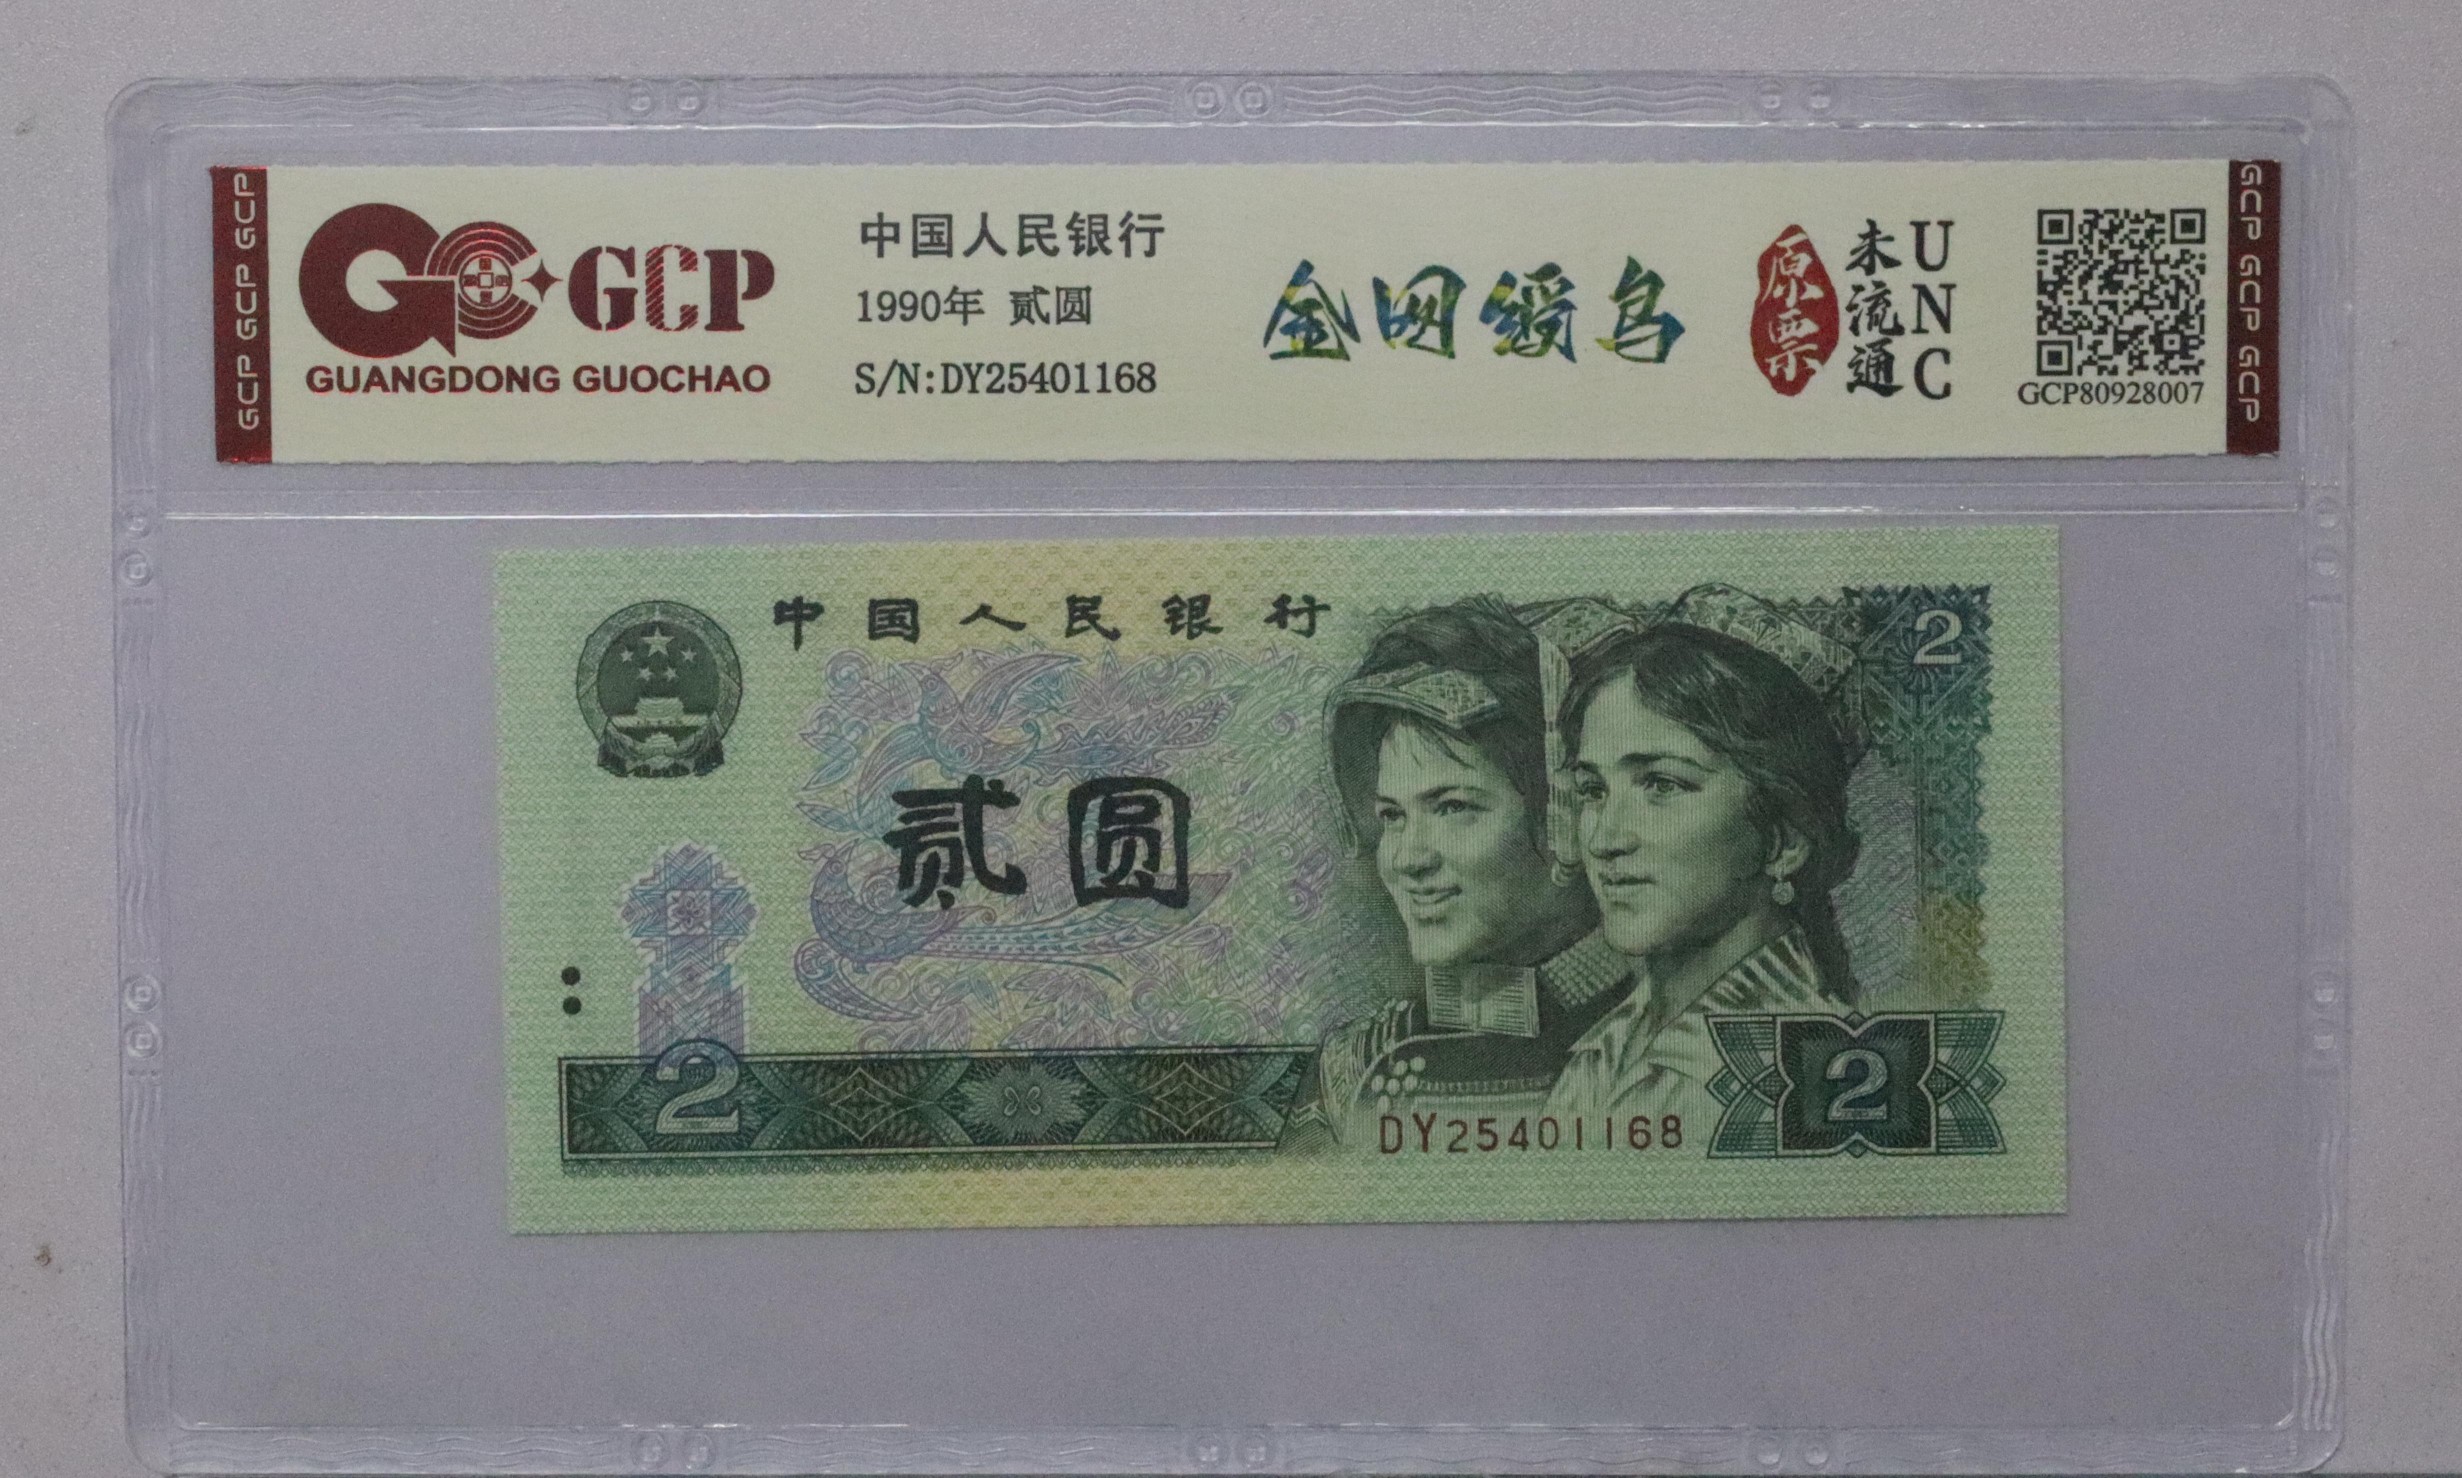 GCP GCP GCP
GCP
GUANGDONG GUOCHAO
中国人民银行
1990年 贰圆
S/N:DY25401168
金网绶鸟
原票
未流通
UNC
GCP80928007
GCP GCP GCP
中国人民银行
2
贰圆
2
DY25401168
2